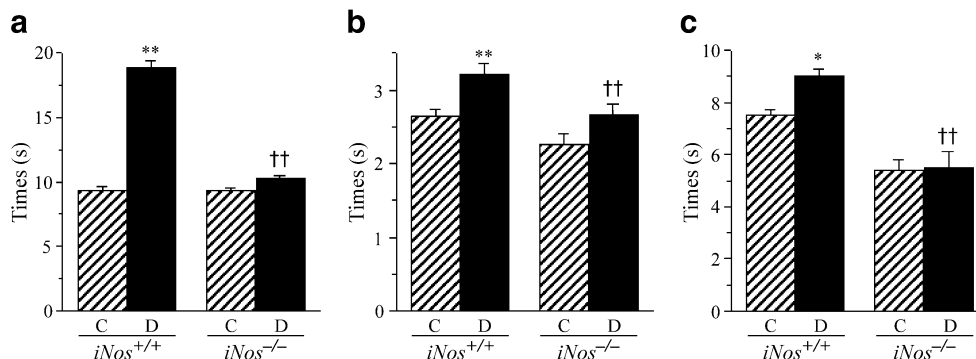 a
Times (s)
20
15
10
5
0
**
††
C D C D
iNos+/+ iNos−/−
b
Times (s)
3
2
1
0
**
††
C D C D
iNos+/+ iNos−/−
c
Times (s)
10
8
6
4
2
0
*
††
C D C D
iNos+/+ iNos−/−